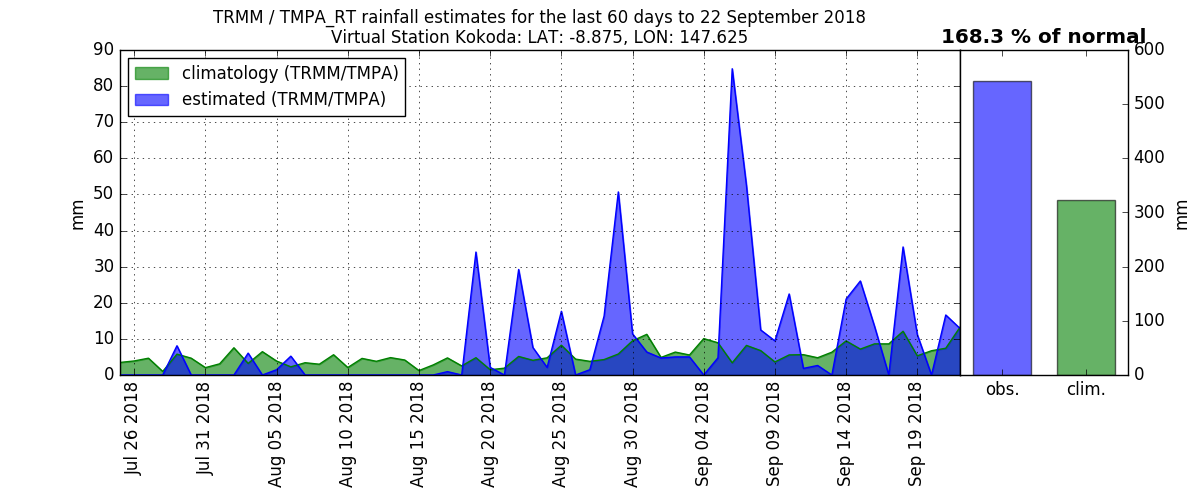 TRMM / TMPA_RT rainfall estimates for the last 60 days to 22 September 2018
Virtual Station Kokoda: LAT: -8.875, LON: 147.625
168.3 % of normal
climatology (TRMM/TMPA)
estimated (TRMM/TMPA)
90
80
70
60
50
40
30
20
10
0
mm
Jul 26 2018
Jul 31 2018
Aug 05 2018
Aug 10 2018
Aug 15 2018
Aug 20 2018
Aug 25 2018
Aug 30 2018
Sep 04 2018
Sep 09 2018
Sep 14 2018
Sep 19 2018
obs.
clim.
600
500
400
300
200
100
0
mm